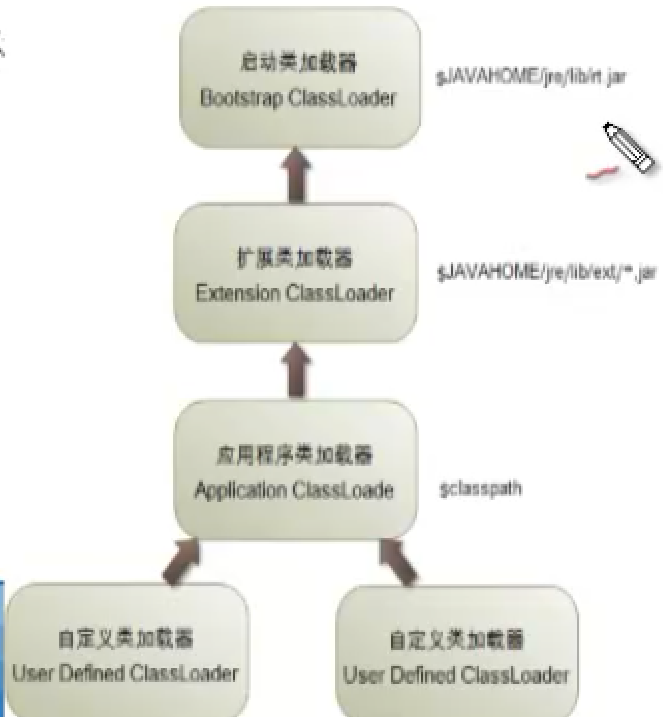 启动类加载器
Bootstrap ClassLoader
$JAVAHOME/jre/lib/rt.jar
扩展类加载器
Extension ClassLoader
$JAVAHOME/jre/lib/ext/*.jar
应用程序类加载器
Application ClassLoade
$classpath
自定义类加载器
User Defined ClassLoader
自定义类加载器
User Defined ClassLoader